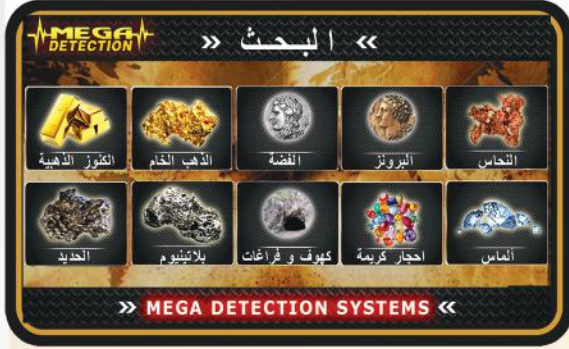 MEGA
DETECTION
» البحث «
النحاس
البرونز
الفضة
الذهب الخام
الكنوز الذهبية
ألماس
احجار كريمة
كهوف و فراغات
بلاتينيوم
الحديد
» MEGA DETECTION SYSTEMS «